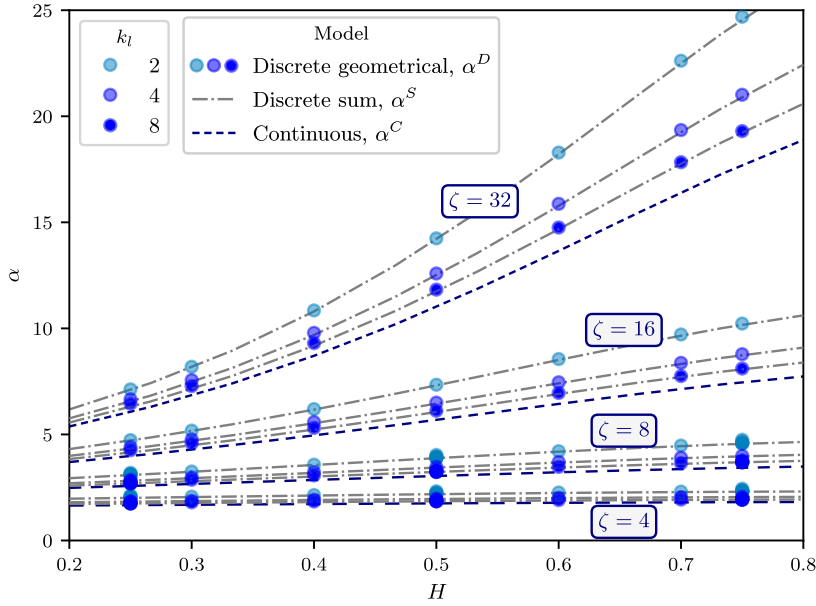 k_l
2
4
8
Model
Discrete geometrical, α^D
Discrete sum, α^S
Continuous, α^C
25
20
15
10
5
0
α
ζ = 32
ζ = 16
ζ = 8
ζ = 4
0.2 0.3 0.4 0.5 0.6 0.7 0.8
H